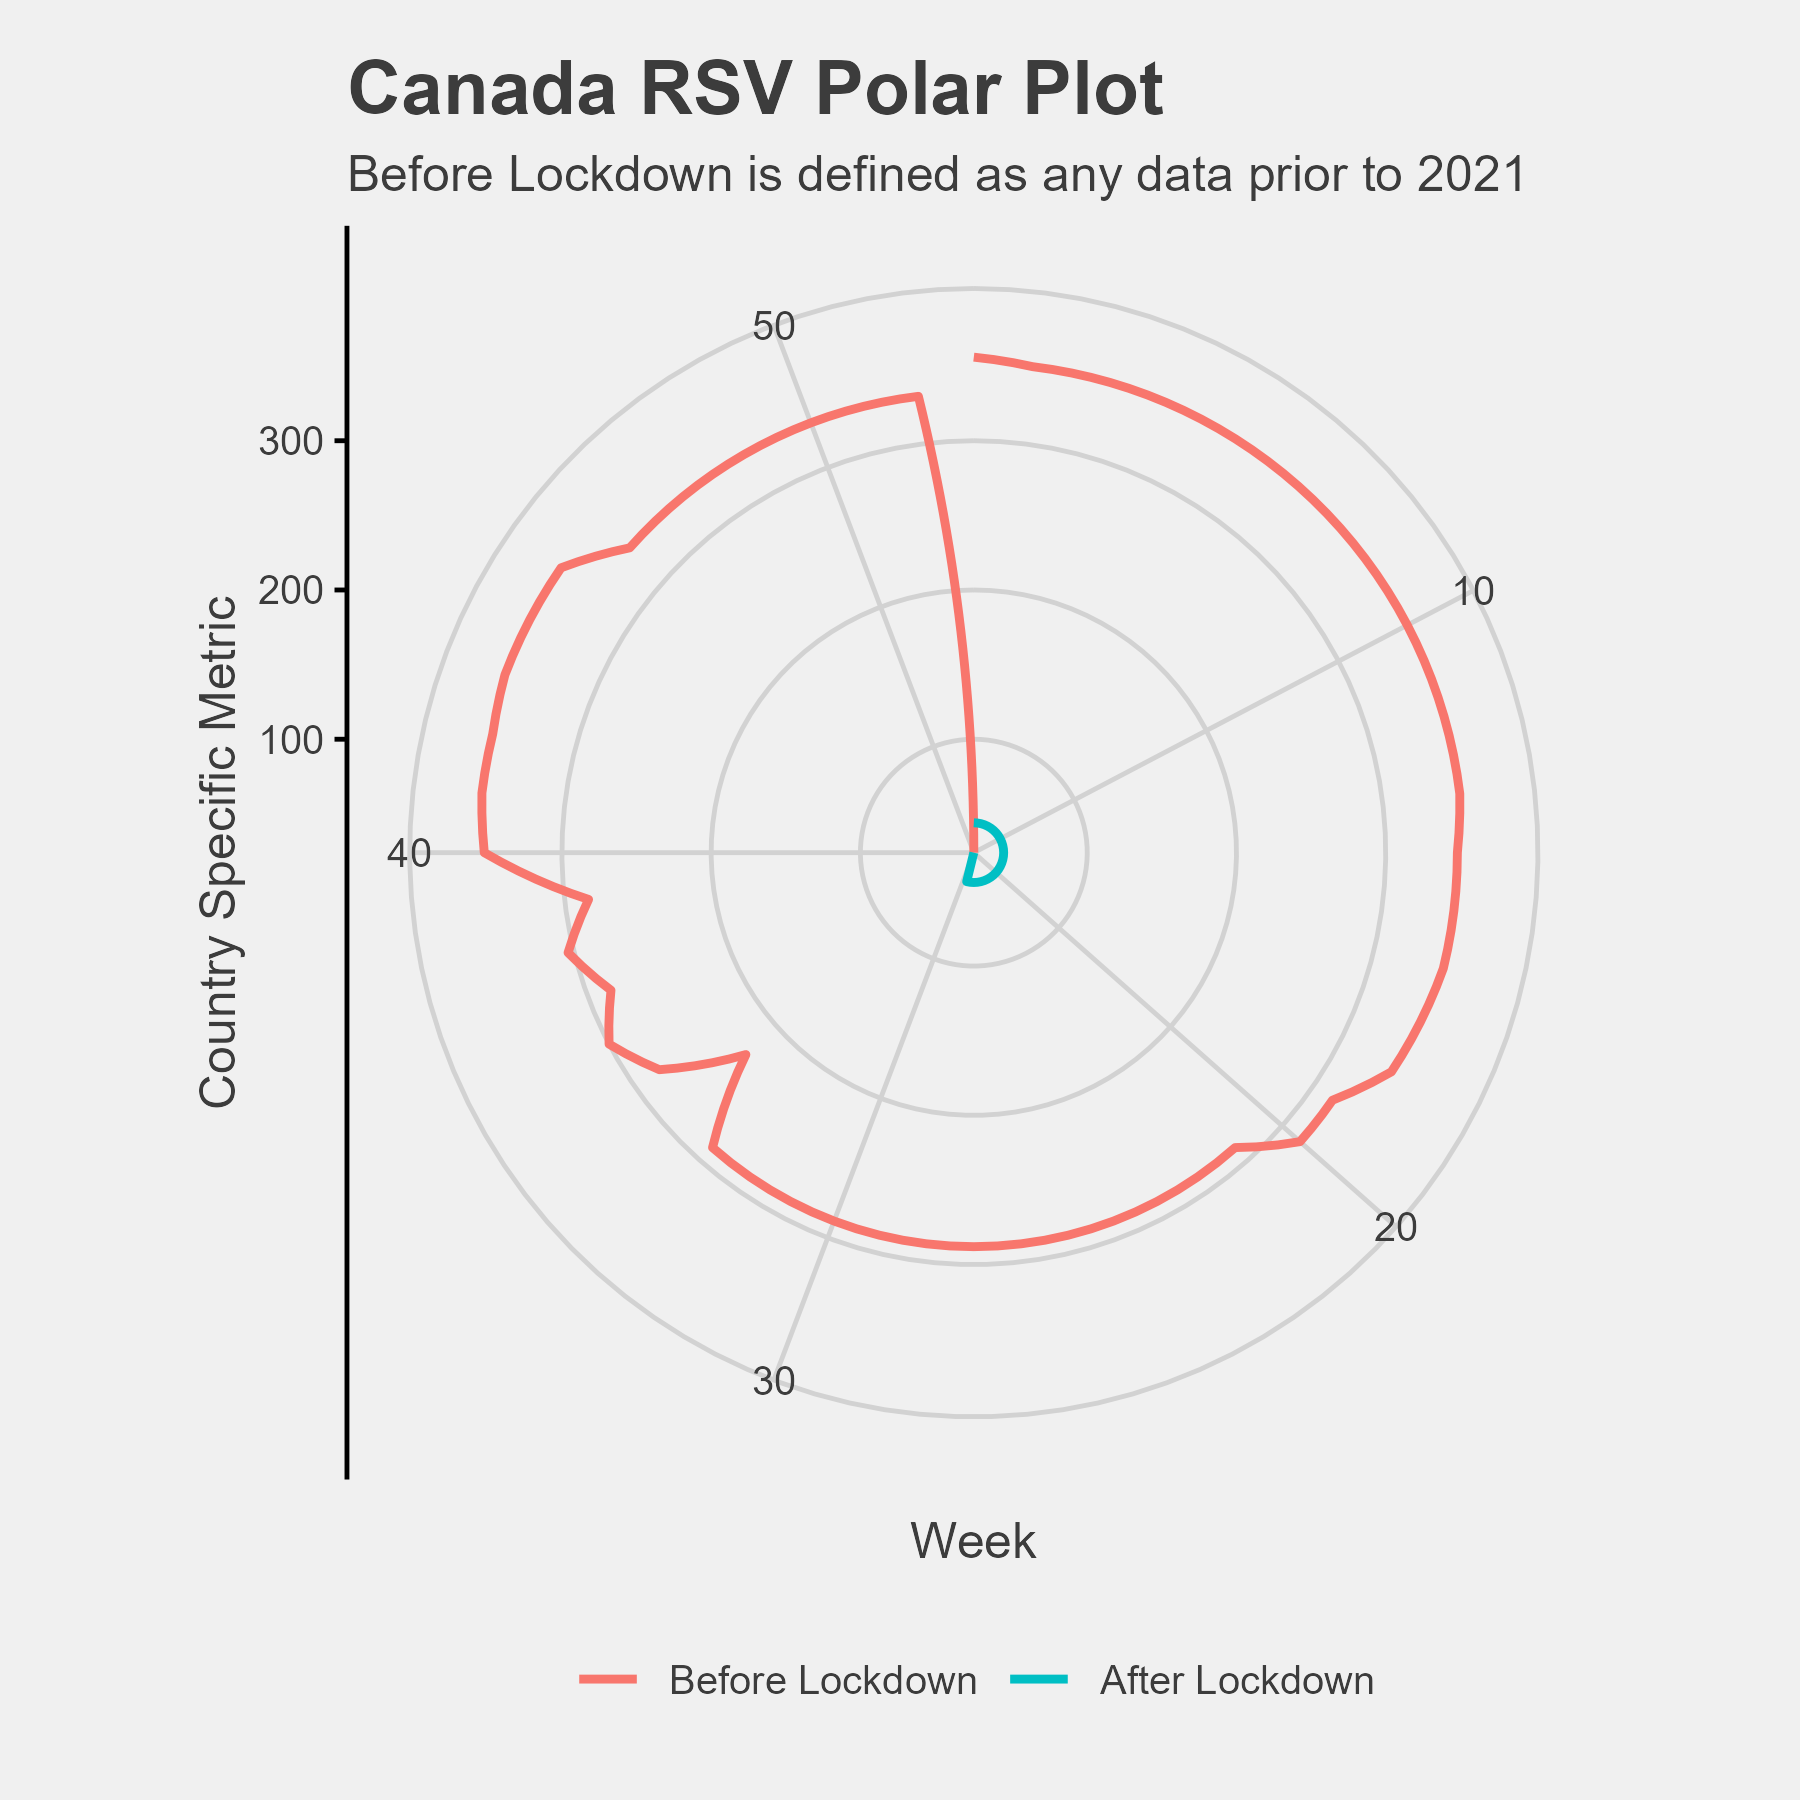 Canada RSV Polar Plot
Before Lockdown is defined as any data prior to 2021
50
300
10
200
Country Specific Metric
100
40
20
30
Week
Before Lockdown
After Lockdown